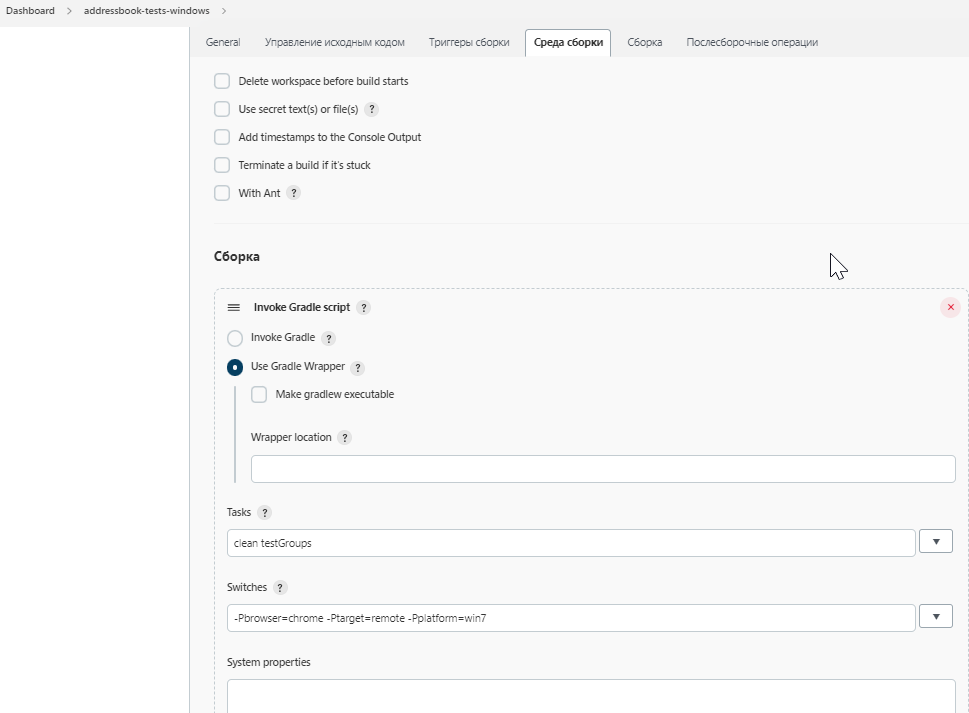 Dashboard > addressbook-tests-windows >
General Управление исходным кодом Триггеры сборки Среда сборки Сборка Послесборочные операции
Delete workspace before build starts
Use secret text(s) or file(s) ?
Add timestamps to the Console Output
Terminate a build if it's stuck
With Ant ?
Сборка
Invoke Gradle script ?
Invoke Gradle ?
Use Gradle Wrapper ?
Make gradlew executable
Wrapper location ?
Tasks ?
clean testGroups
Switches ?
-Pbrowser=chrome -Ptarget=remote -Pplatform=win7
System properties